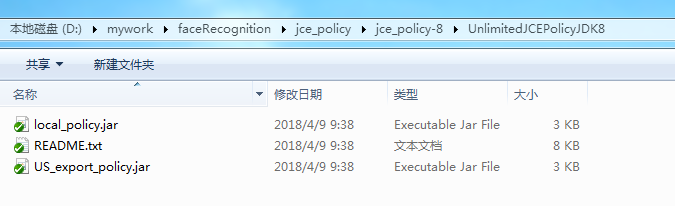 本地磁盘 (D:) ▸ mywork ▸ faceRecognition ▸ jce_policy ▸ jce_policy-8 ▸ UnlimitedJCEPolicyJDK8
共享 新建文件夹
名称 修改日期 类型 大小
local_policy.jar 2018/4/9 9:38 Executable Jar File 3 KB
README.txt 2018/4/9 9:38 文本文档 8 KB
US_export_policy.jar 2018/4/9 9:38 Executable Jar File 3 KB